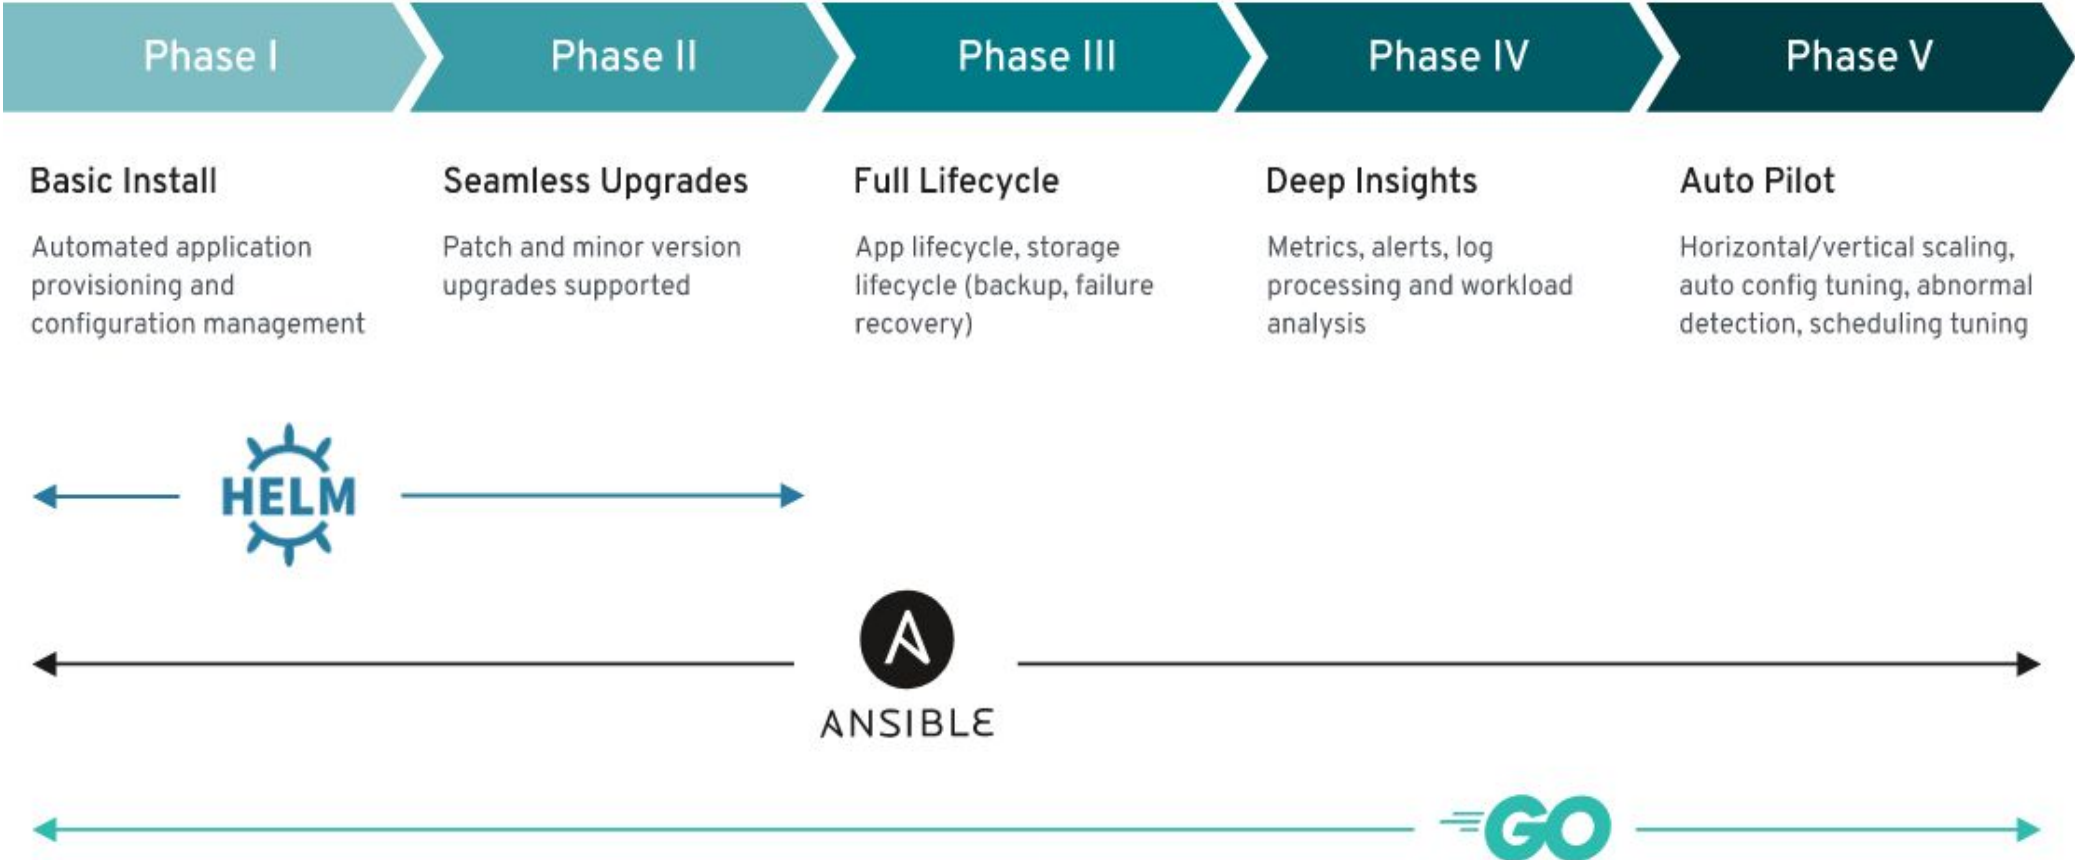 Phase I
Phase II
Phase III
Phase IV
Phase V
Basic Install
Automated application
provisioning and
configuration management
Seamless Upgrades
Patch and minor version
upgrades supported
Full Lifecycle
App lifecycle, storage
lifecycle (backup, failure
recovery)
Deep Insights
Metrics, alerts, log
processing and workload
analysis
Auto Pilot
Horizontal/vertical scaling,
auto config tuning, abnormal
detection, scheduling tuning
HELM
A
ANSIBLE
GO